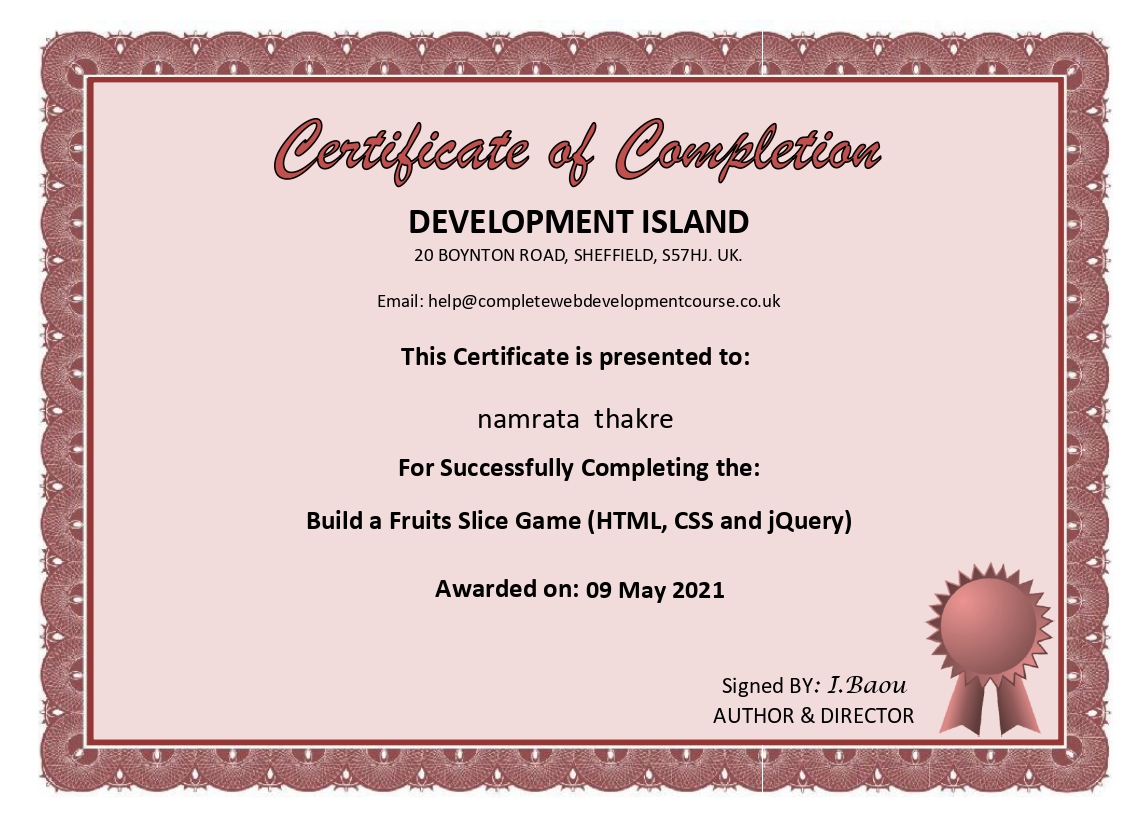 Certificate of Completion
DEVELOPMENT ISLAND
20 BOYNTON ROAD, SHEFFIELD, S57HJ. UK.
Email: help@completewebdevelopmentcourse.co.uk
This Certificate is presented to:
namrata thakre
For Successfully Completing the:
Build a Fruits Slice Game (HTML, CSS and jQuery)
Awarded on: 09 May 2021
Signed BY: I.Baou
AUTHOR & DIRECTOR